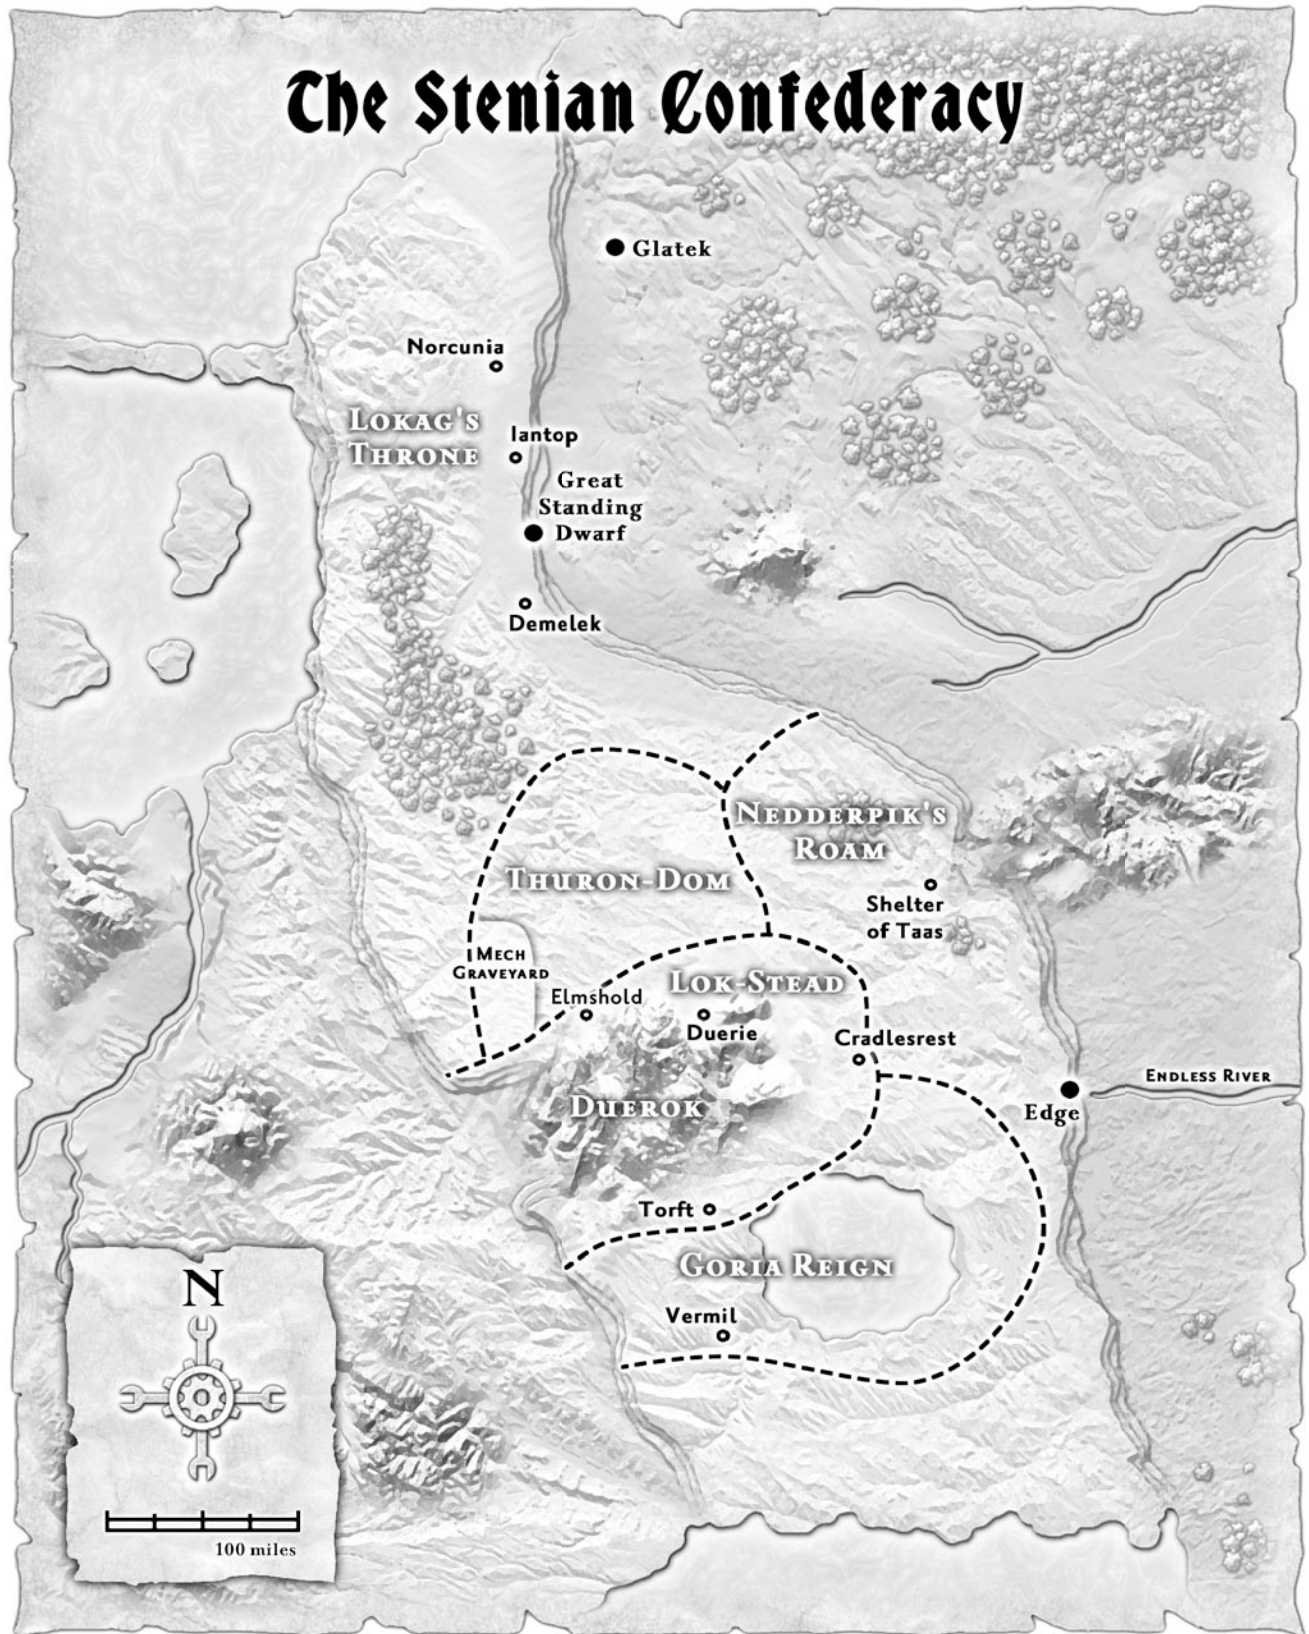 The Stenian Confederacy
Glatek
Norcunia
LOKAG'S
THRONE
Iantop
Great
Standing
Dwarf
Demelek
NEDDERPIK'S
ROAM
THURON-DOM
Shelter
of Taas
MECH
GRAVEYARD
LOK-STEAD
Elmshold
Duerie
Cradlesrest
ENDLESS RIVER
DUEROK
Edge
Torft
GORIA REIGN
Vermil
N
100 miles